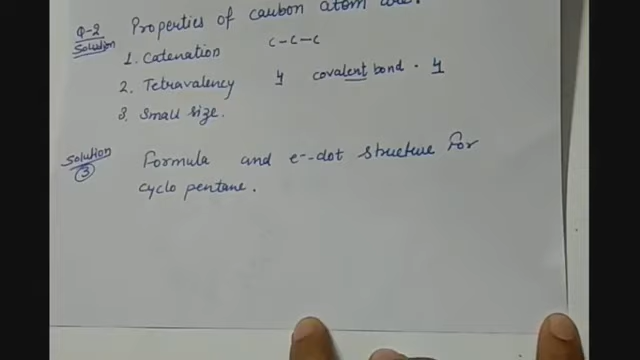 Q-2 Properties of carbon atom are:
Solution
1. Catenation C-C-C
2. Tetravalency 4 covalent bond. 4
3. Small size.
Solution 3 Formula and e--dot structure For
cyclo pentane.